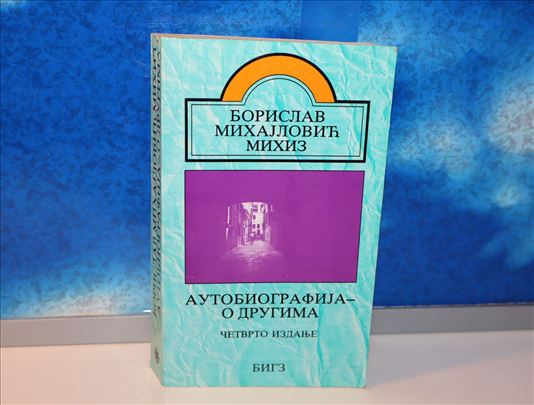 БОРИСЛАВ
МИХАЈЛОВИЋ
МИХИЗ
АУТОБИОГРАФИЈА–
О ДРУГИМА
ЧЕТВРТО ИЗДАЊЕ
БИГЗ